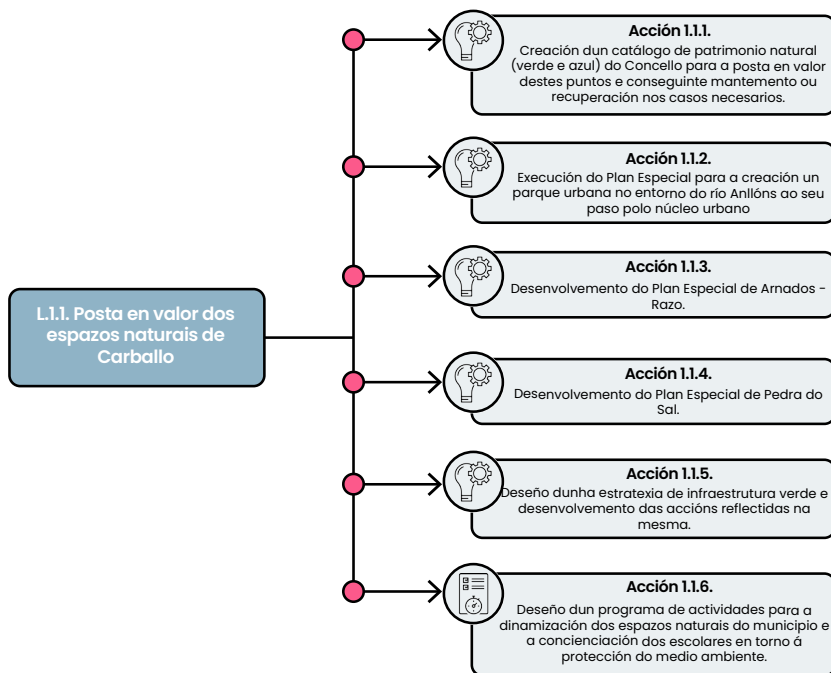 L.1.1. Posta en valor dos
espazos naturais de
Carballo
Acción 1.1.1.
Creación dun catálogo de patrimonio natural
(verde e azul) do Concello para a posta en valor
destes puntos e conseguinte mantemento ou
recuperación nos casos necesarios.
Acción 1.1.2.
Execución do Plan Especial para a creación un
parque urbana no entorno do río Anllóns ao seu
paso polo núcleo urbano
Acción 1.1.3.
Desenvolvemento do Plan Especial de Arnados -
Razo.
Acción 1.1.4.
Desenvolvemento do Plan Especial de Pedra do
Sal.
Acción 1.1.5.
Deseño dunha estratexia de infraestrutura verde e
desenvolvemento das accións reflectidas na
mesma.
Acción 1.1.6.
Deseño dun programa de actividades para a
dinamización dos espazos naturais do municipio e
a concienciación dos escolares en torno á
protección do medio ambiente.